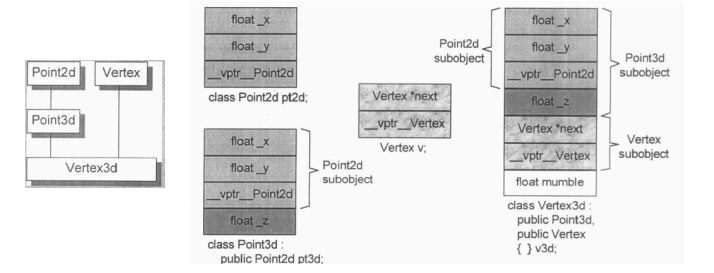 Point2d
Vertex
Point3d
Vertex3d
float _x
float _y
__vptr__Point2d
class Point2d pt2d;
float _x
float _y
__vptr__Point2d
float _z
Point2d
subobject
class Point3d :
public Point2d pt3d;
Vertex *next
__vptr__Vertex
Vertex v;
Point2d
subobject
float _x
float _y
__vptr__Point2d
float _z
Vertex *next
__vptr__Vertex
float mumble
Point3d
subobject
Vertex
subobject
class Vertex3d :
public Point3d,
public Vertex
{ } v3d;